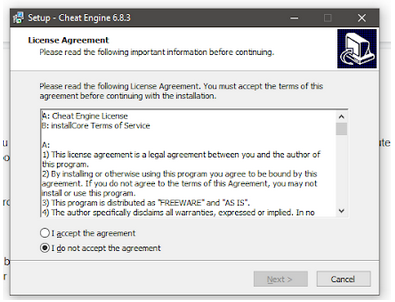 Setup - Cheat Engine 6.8.3
License Agreement
Please read the following important information before continuing.
Please read the following License Agreement. You must accept the terms of this
agreement before continuing with the installation.
A: Cheat Engine License
B: installCore Terms of Service
A:
1) This license agreement is a legal agreement between you and the author of
this program.
2) By installing or otherwise using this program you agree to be bound by this
agreement. If you do not agree to the terms of this Agreement, you may not
install or use this program.
3) This program is distributed as "FREEWARE" and "AS IS".
4) The author specifically disclaims all warranties, expressed or implied. In no
I accept the agreement
I do not accept the agreement
Next >
Cancel